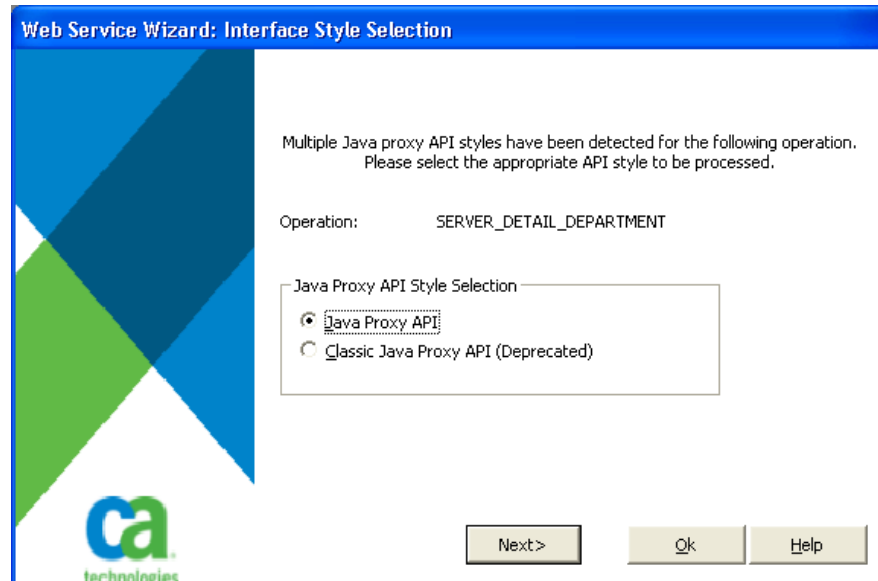 Web Service Wizard: Interface Style Selection
Multiple Java proxy API styles have been detected for the following operation.
Please select the appropriate API style to be processed.
Operation: SERVER_DETAIL_DEPARTMENT
Java Proxy API Style Selection
Java Proxy API
Classic Java Proxy API (Deprecated)
ca
technologies
Next> Ok Help